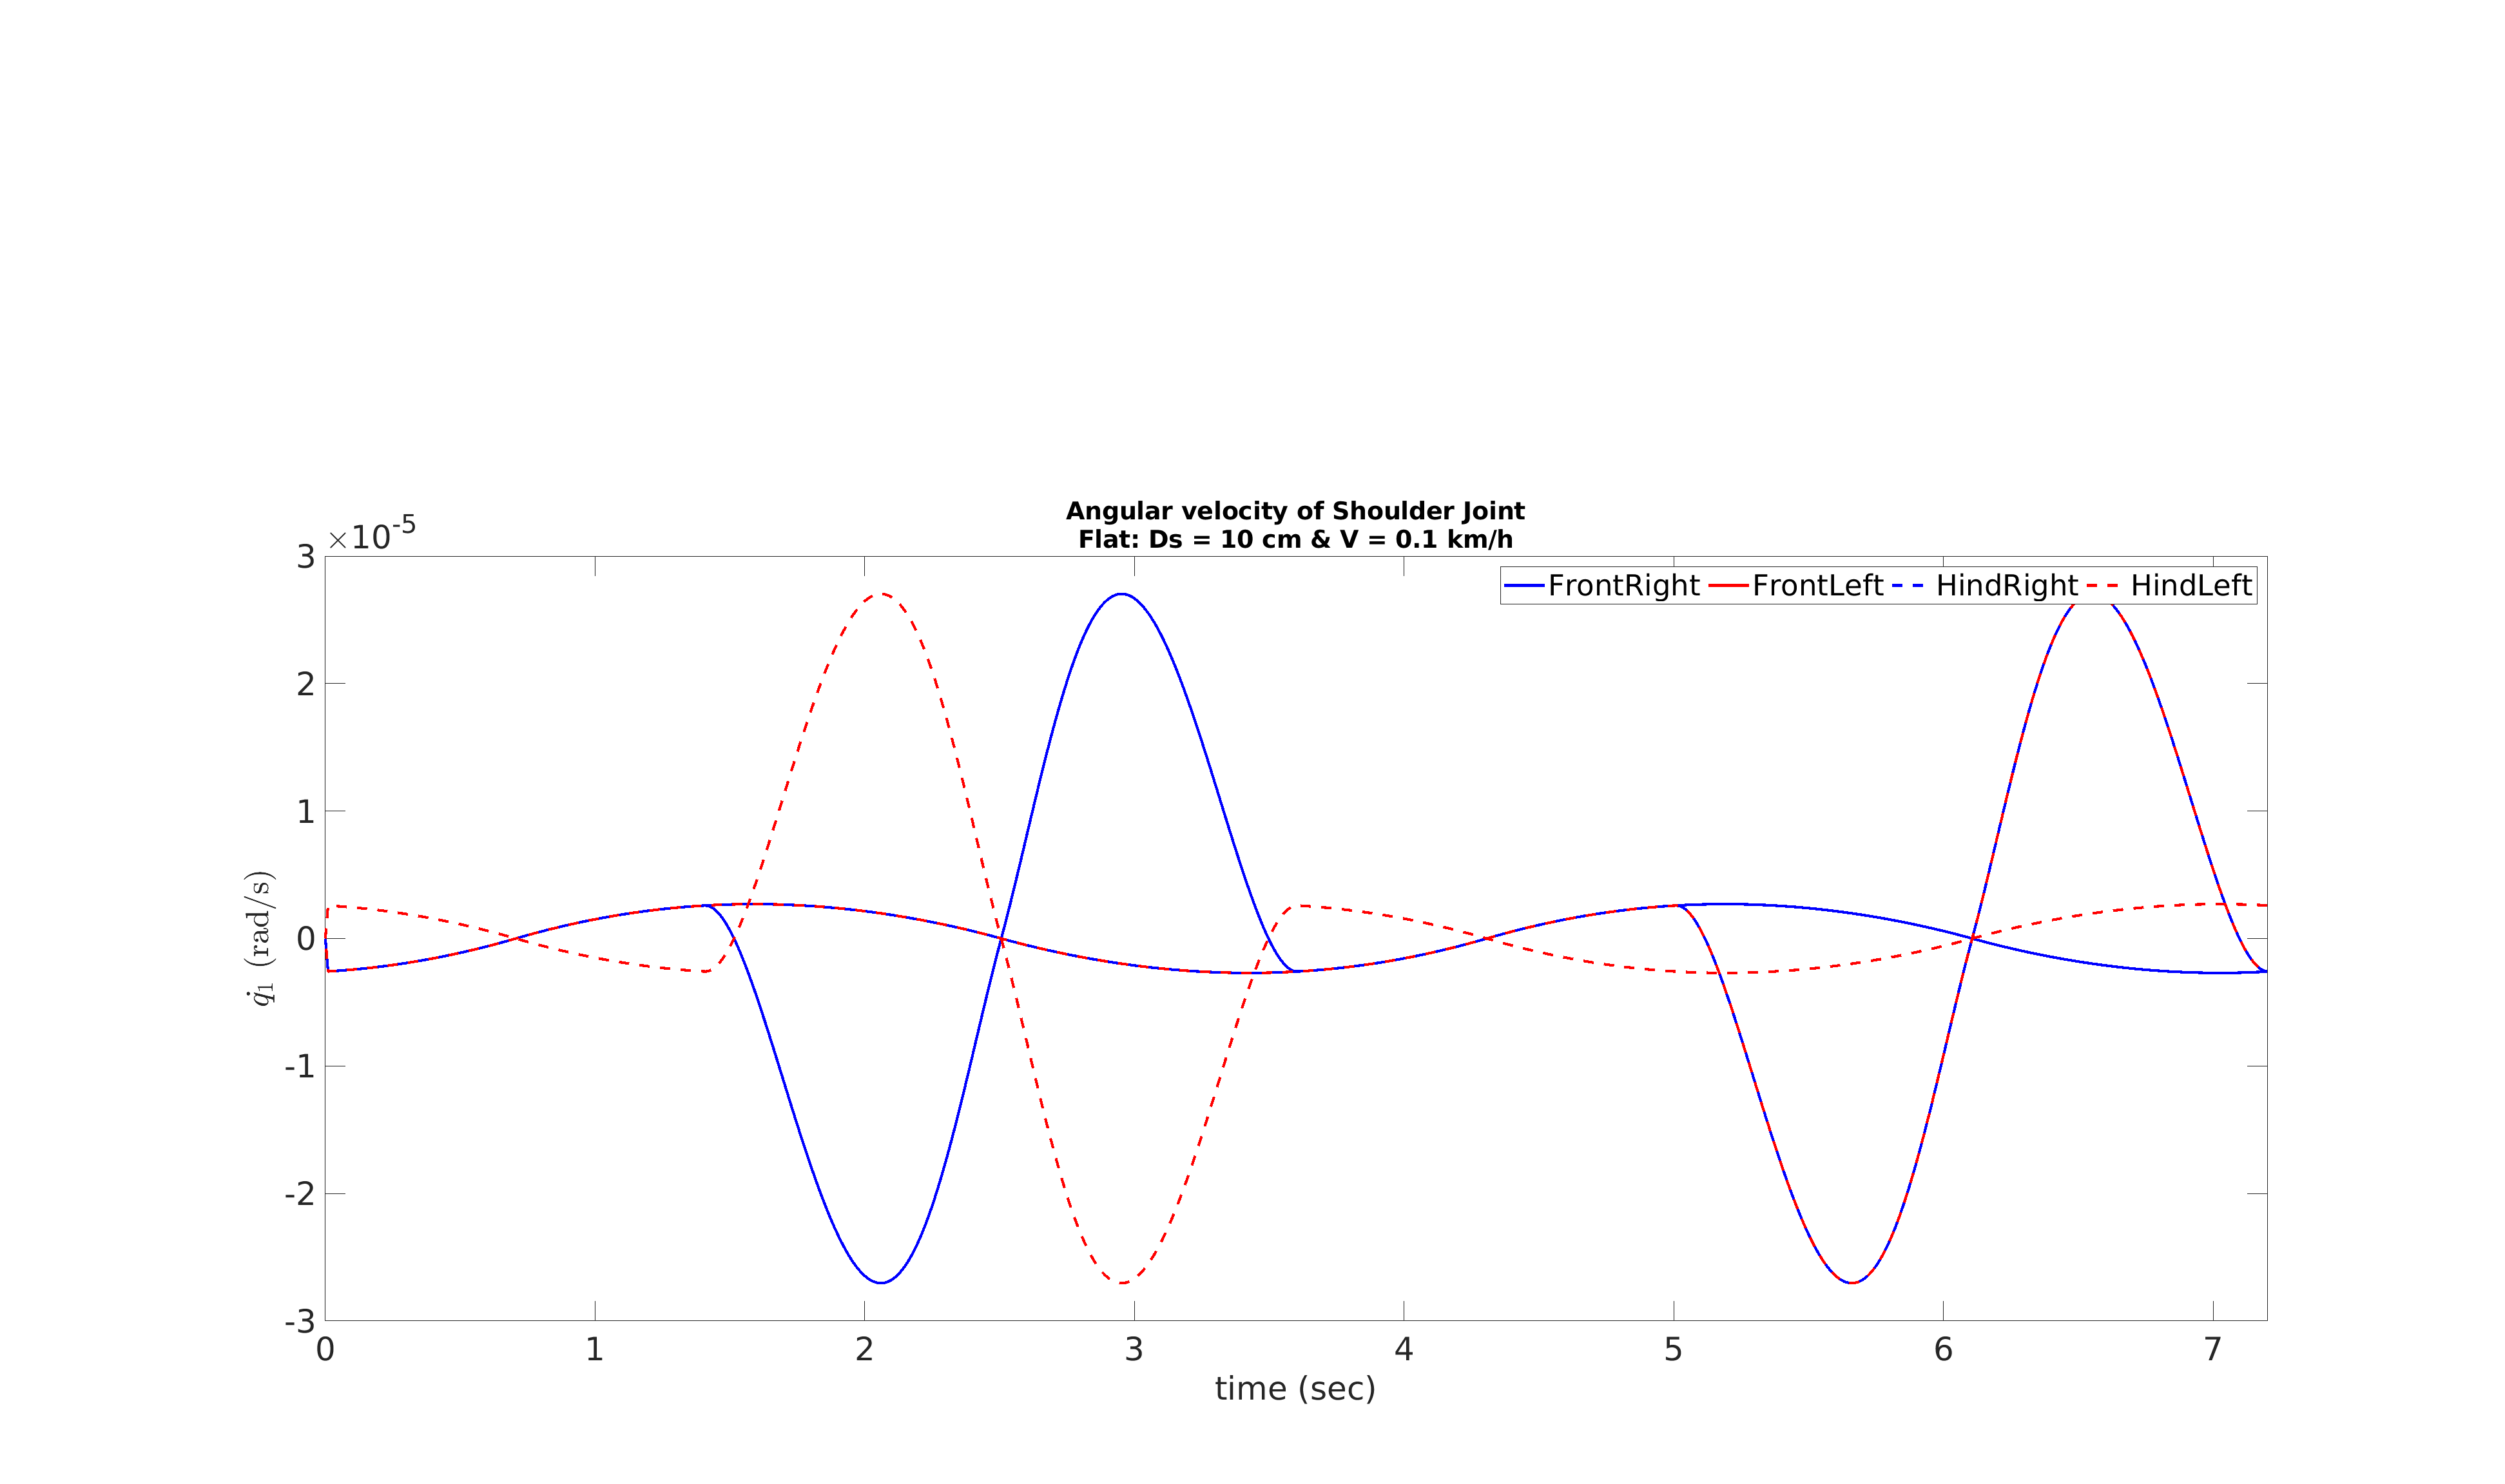 Angular velocity of Shoulder Joint
Flat: Ds = 10 cm & V = 0.1 km/h
×10⁻⁵
FrontRight FrontLeft HindRight HindLeft
3
2
1
0
-1
-2
-3
q̇₁ (rad/s)
0 1 2 3 4 5 6 7
time (sec)